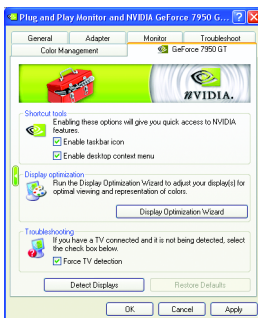 Plug and Play Monitor and NVIDIA GeForce 7950 G...
General
Adapter
Monitor
Troubleshoot
Color Management
GeForce 7950 GT
NVIDIA.
Shortcut tools
Enabling these options will give you quick access to NVIDIA
features.
Enable taskbar icon
Enable desktop context menu
Display optimization
Run the Display Optimization Wizard to adjust your display(s) for
optimal viewing and representation of colors.
Display Optimization Wizard
Troubleshooting
If you have a TV connected and it is not being detected, select
the check box below.
Force TV detection
Detect Displays
Restore Defaults
OK
Cancel
Apply